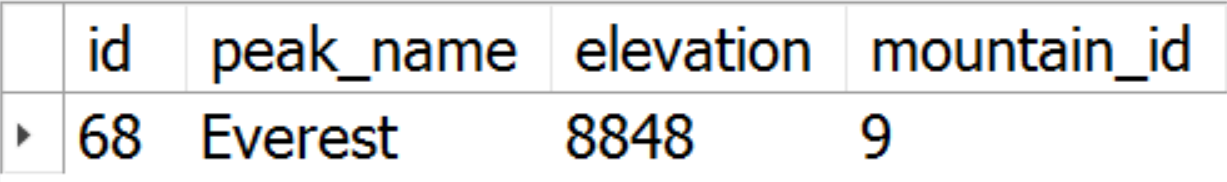 id peak_name elevation mountain_id
68 Everest 8848 9